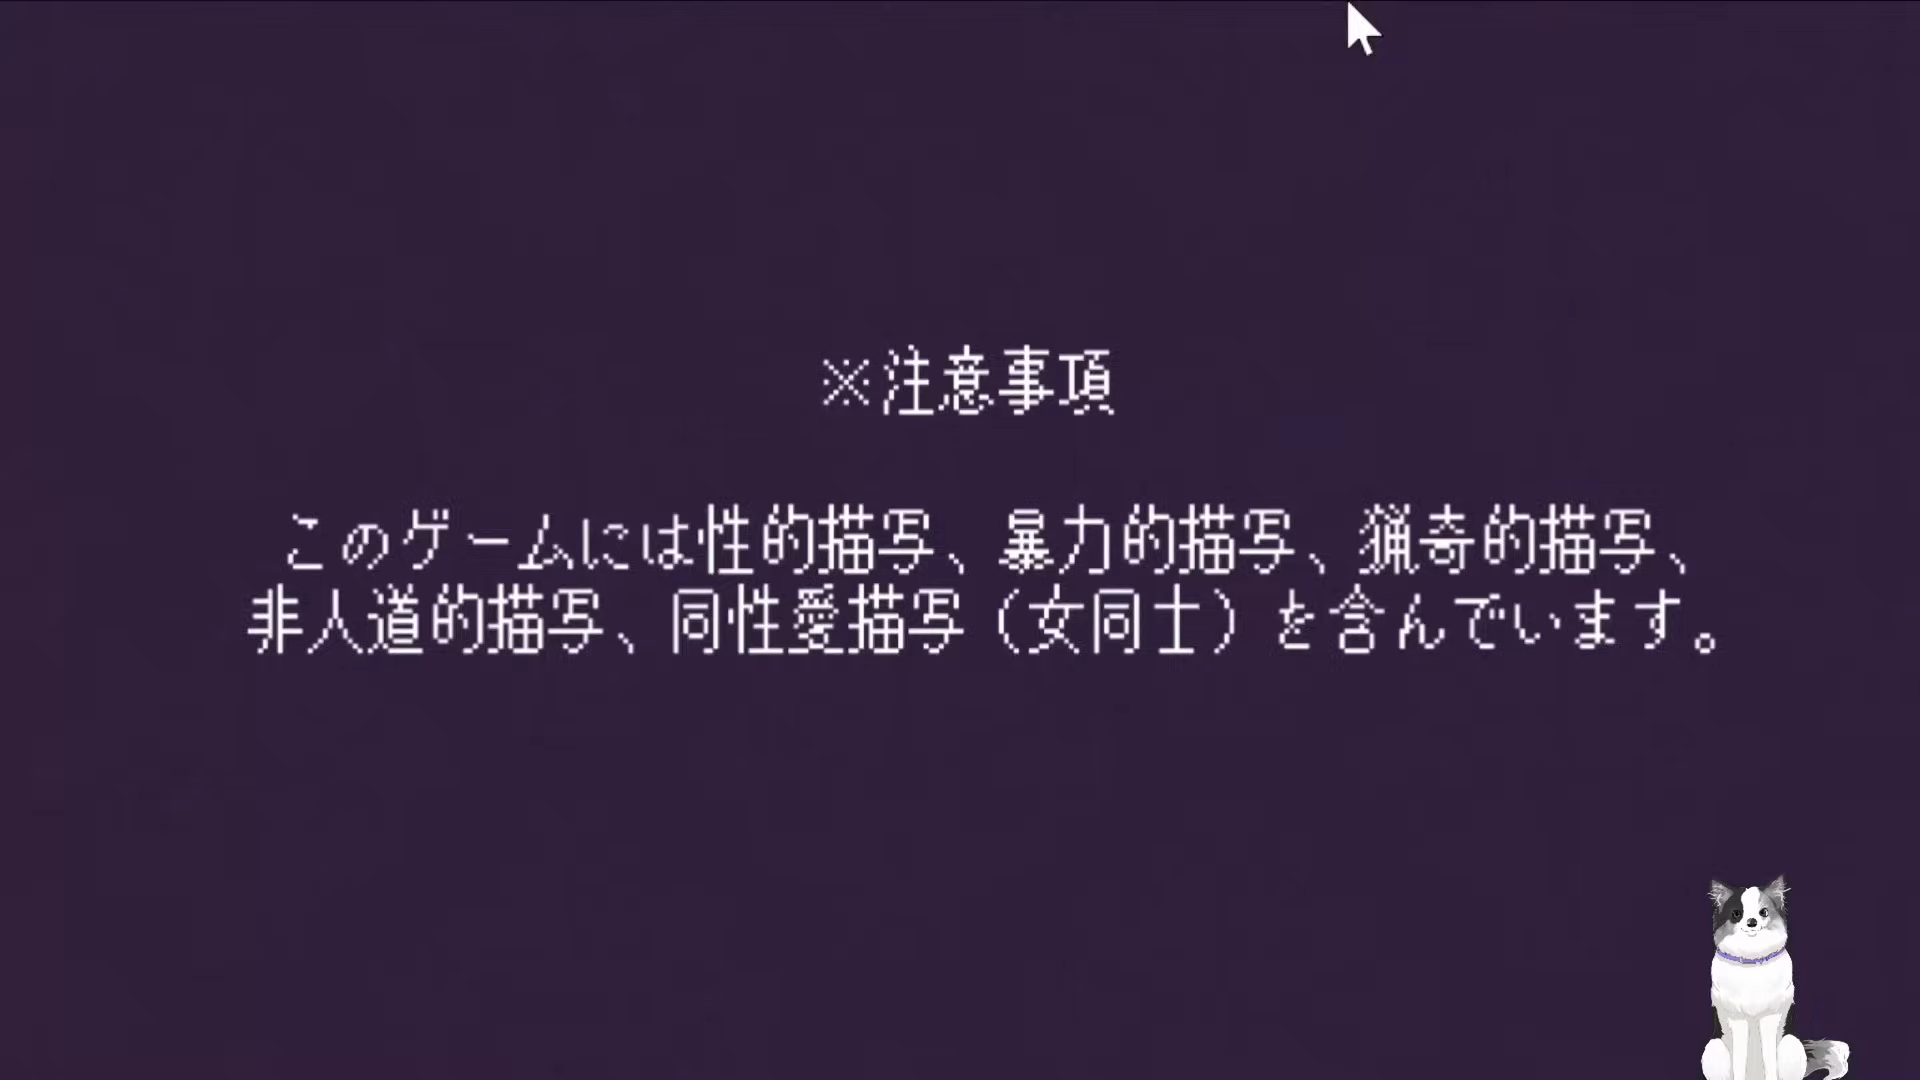 ※注意事項
このゲームには性的描写、暴力的描写、猟奇的描写、
非人道的描写、同性愛描写（女同士）を含んでいます。